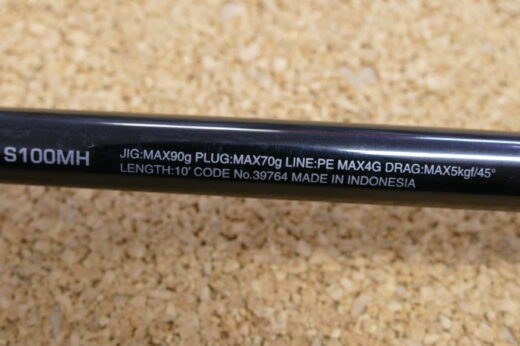 S100MH
JIG:MAX90g PLUG:MAX70g LINE:PE MAX4G DRAG:MAX5kgf/45°
LENGTH:10' CODE No.39764 MADE IN INDONESIA